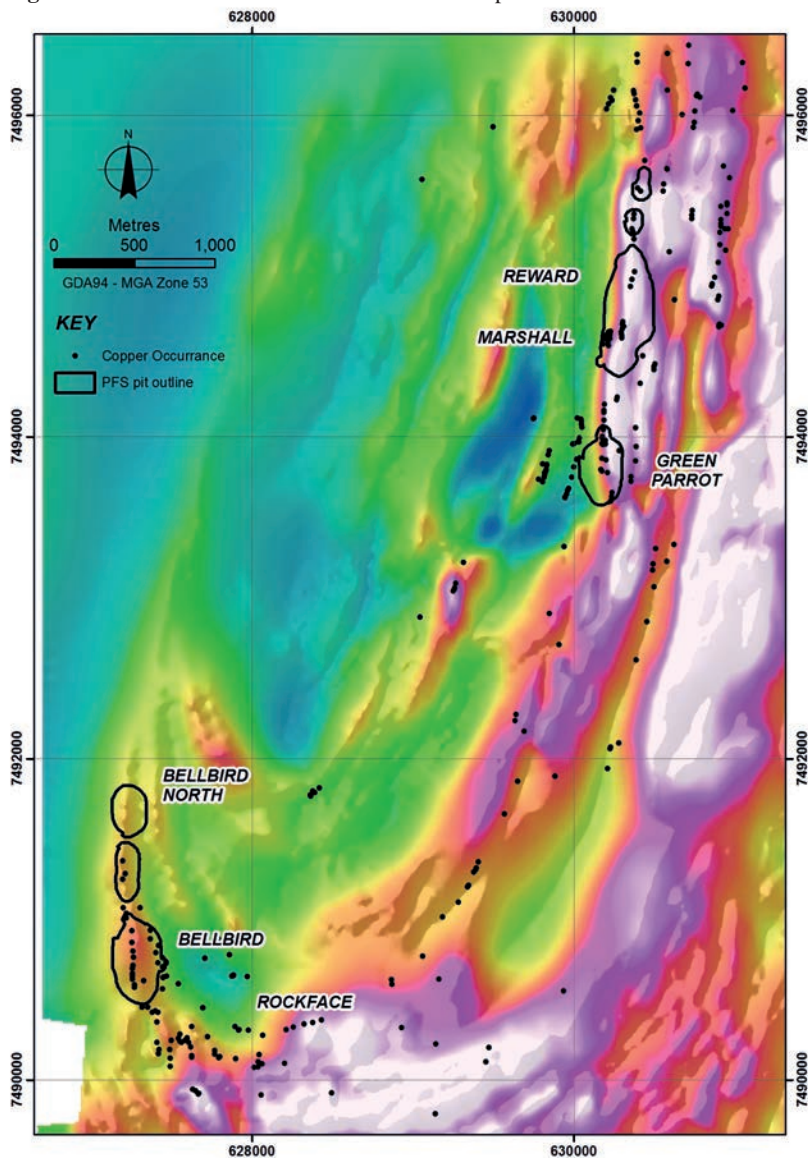 628000
630000
7496000
7496000
N
Metres
0 500 1,000
GDA94 - MGA Zone 53
KEY
Copper Occurrance
PFS pit outline
REWARD
MARSHALL
7494000
7494000
GREEN
PARROT
7492000
7492000
BELLBIRD
NORTH
BELLBIRD
ROCKFACE
7490000
7490000
628000
630000